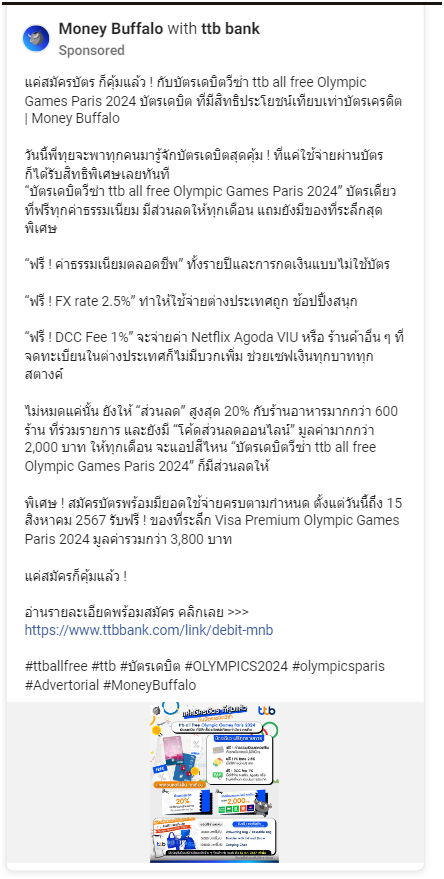 Money Buffalo with ttb bank
Sponsored
แค่สมัครบัตร ก็คุ้มแล้ว ! กับบัตรเดบิตวีซ่า ttb all free Olympic
Games Paris 2024 บัตรเดบิต ที่มีสิทธิประโยชน์เทียบเท่าบัตรเครดิต
| Money Buffalo
วันนี้พี่ทุยจะพาทุกคนมารู้จักบัตรเดบิตสุดคุ้ม ! ที่แค่ใช้จ่ายผ่านบัตร
ก็ได้รับสิทธิพิเศษเลยทันที
“บัตรเดบิตวีซ่า ttb all free Olympic Games Paris 2024” บัตรเดียว
ที่ฟรีทุกค่าธรรมเนียม มีส่วนลดให้ทุกเดือน แถมยังมีของที่ระลึกสุด
พิเศษ
“ฟรี ! ค่าธรรมเนียมตลอดชีพ” ทั้งรายปีและการกดเงินแบบไม่ใช้บัตร
“ฟรี ! FX rate 2.5%” ทำให้ใช้จ่ายต่างประเทศถูก ช้อปปิ้งสนุก
“ฟรี ! DCC Fee 1%” จะจ่ายค่า Netflix Agoda VIU หรือ ร้านค้าอื่น ๆ ที่
จดทะเบียนในต่างประเทศก็ไม่มีบวกเพิ่ม ช่วยเซฟเงินทุกบาททุก
สตางค์
ไม่หมดแค่นั้น ยังให้ “ส่วนลด” สูงสุด 20% กับร้านอาหารมากกว่า 600
ร้าน ที่ร่วมรายการ และยังมี “โค้ดส่วนลดออนไลน์” มูลค่ามากกว่า
2,000 บาท ให้ทุกเดือน จะแอปสีไหน “บัตรเดบิตวีซ่า ttb all free
Olympic Games Paris 2024” ก็มีส่วนลดให้
พิเศษ ! สมัครบัตรพร้อมมียอดใช้จ่ายครบตามกำหนด ตั้งแต่วันนี้ถึง 15
สิงหาคม 2567 รับฟรี ! ของที่ระลึก Visa Premium Olympic Games
Paris 2024 มูลค่ารวมกว่า 3,800 บาท
แค่สมัครก็คุ้มแล้ว !
อ่านรายละเอียดพร้อมสมัคร คลิกเลย >>>
https://www.ttbbank.com/link/debit-mnb
#ttballfree #ttb #บัตรเดบิต #OLYMPICS2024 #olympicsparis
#Advertorial #MoneyBuffalo
ttb
ttb all free Olympic Games Paris 2024
20%
2,000
ttb